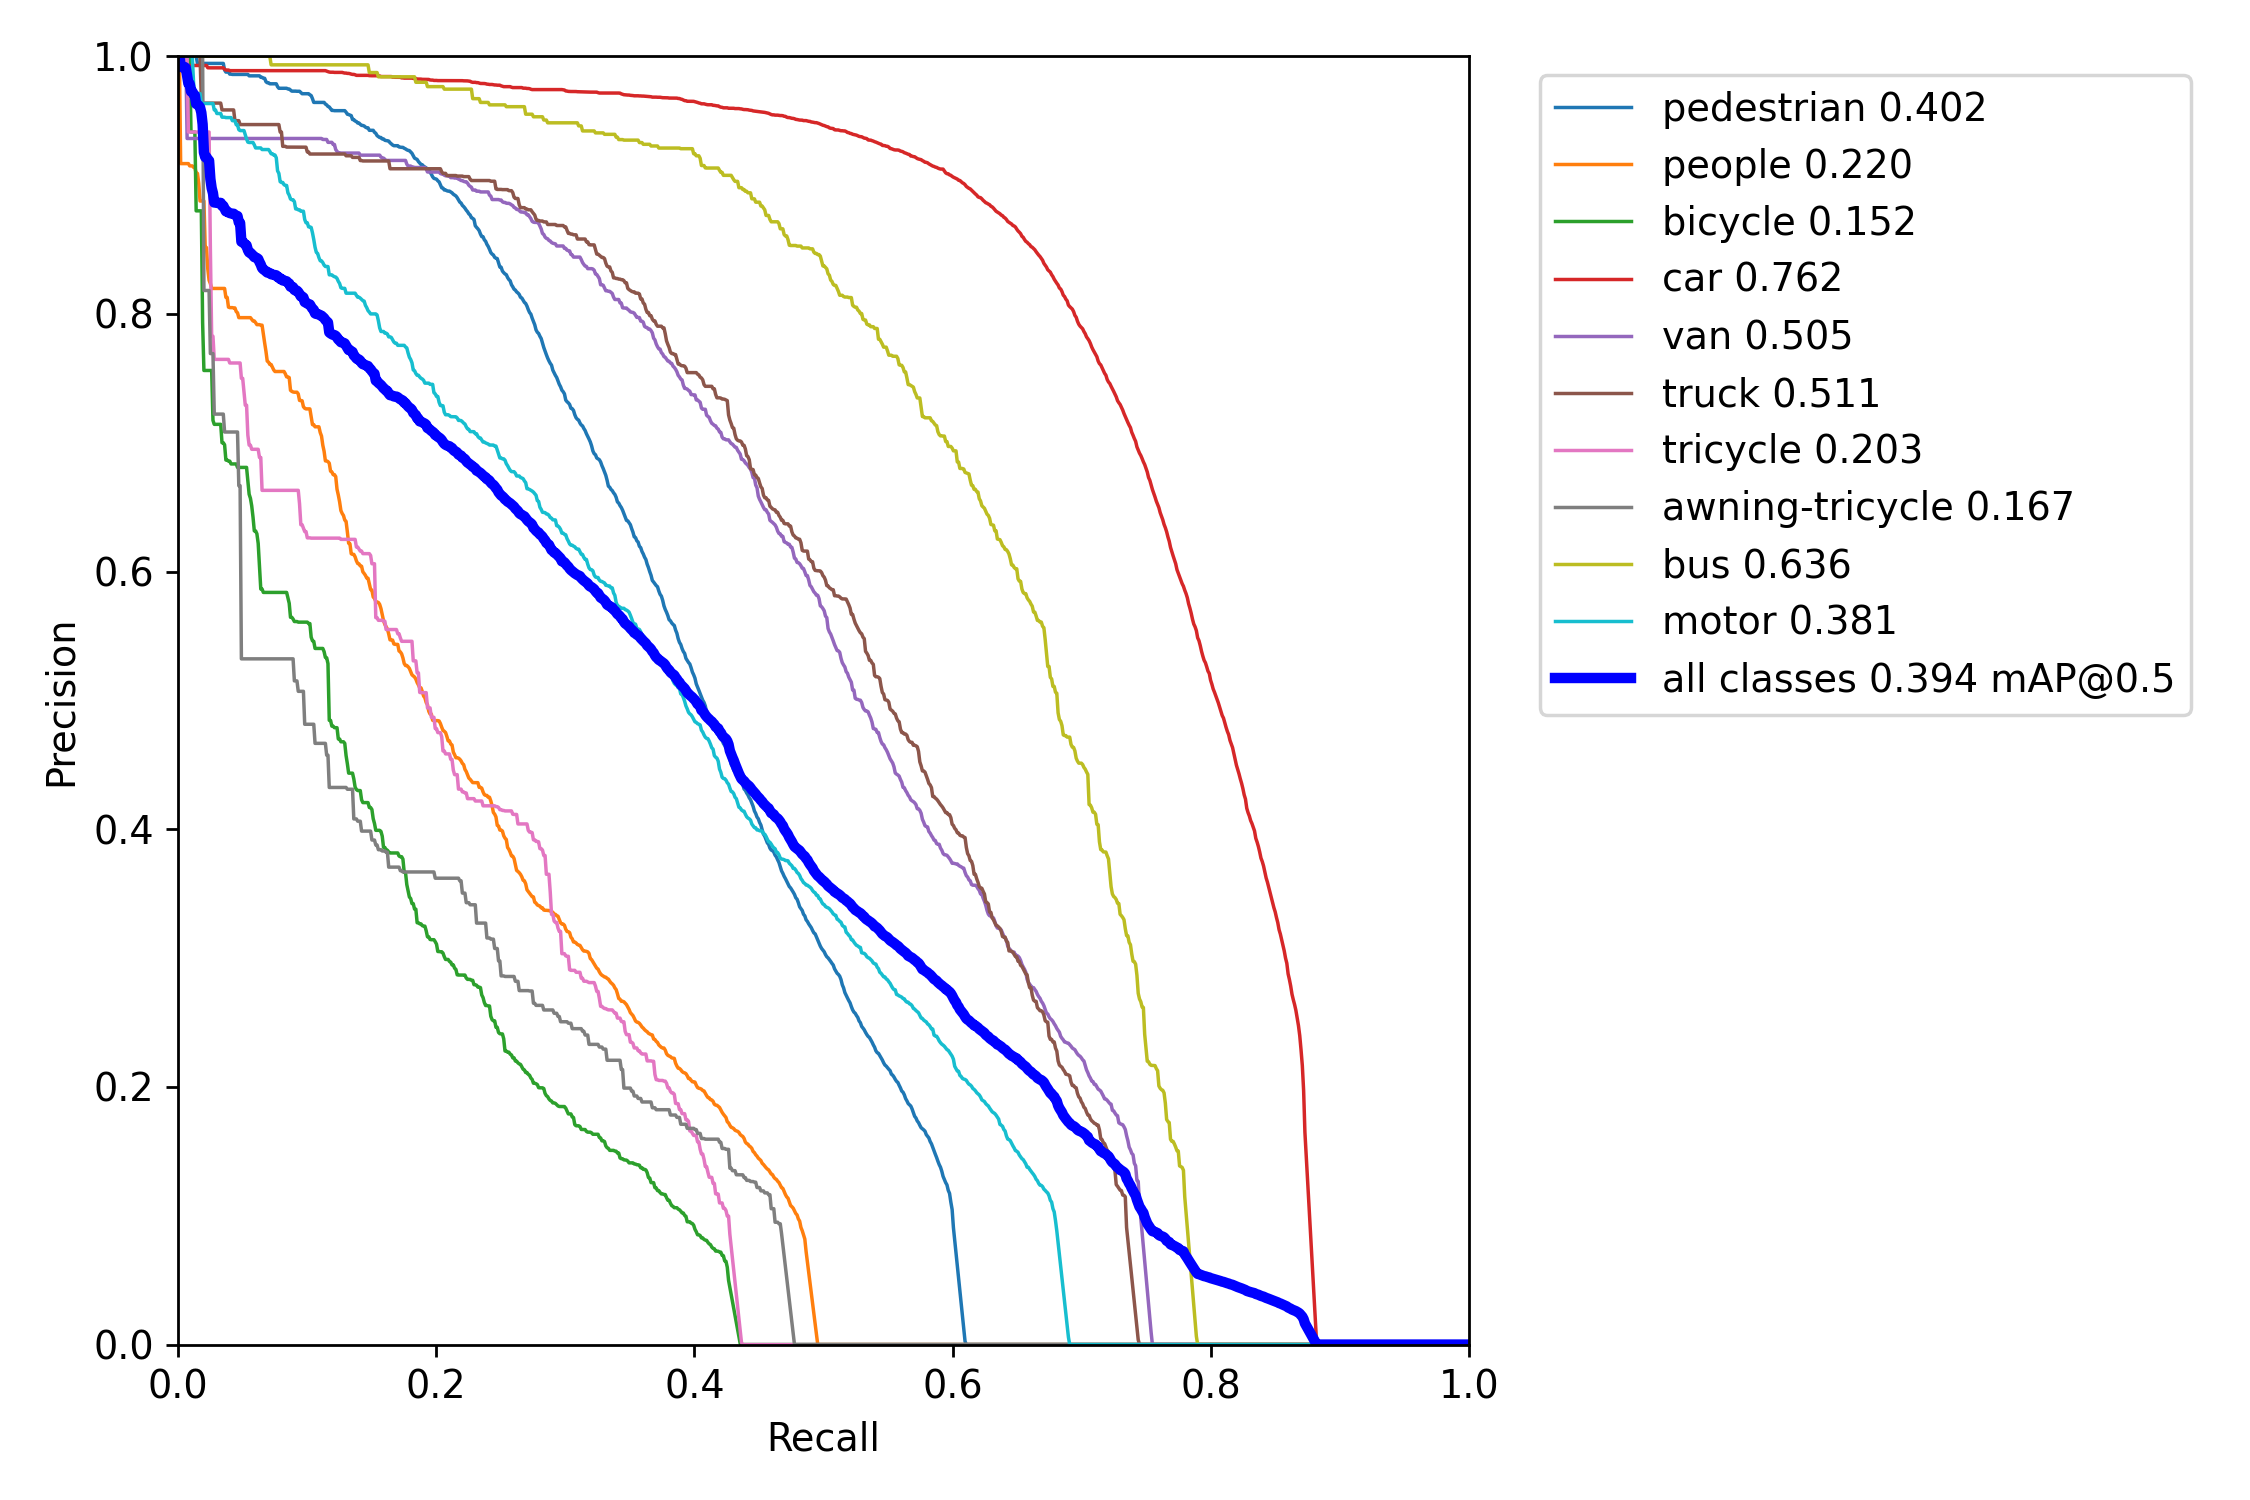 1.0
0.8
0.6
0.4
0.2
0.0
Precision
0.0 0.2 0.4 0.6 0.8 1.0
Recall
pedestrian 0.402
people 0.220
bicycle 0.152
car 0.762
van 0.505
truck 0.511
tricycle 0.203
awning-tricycle 0.167
bus 0.636
motor 0.381
all classes 0.394 mAP@0.5